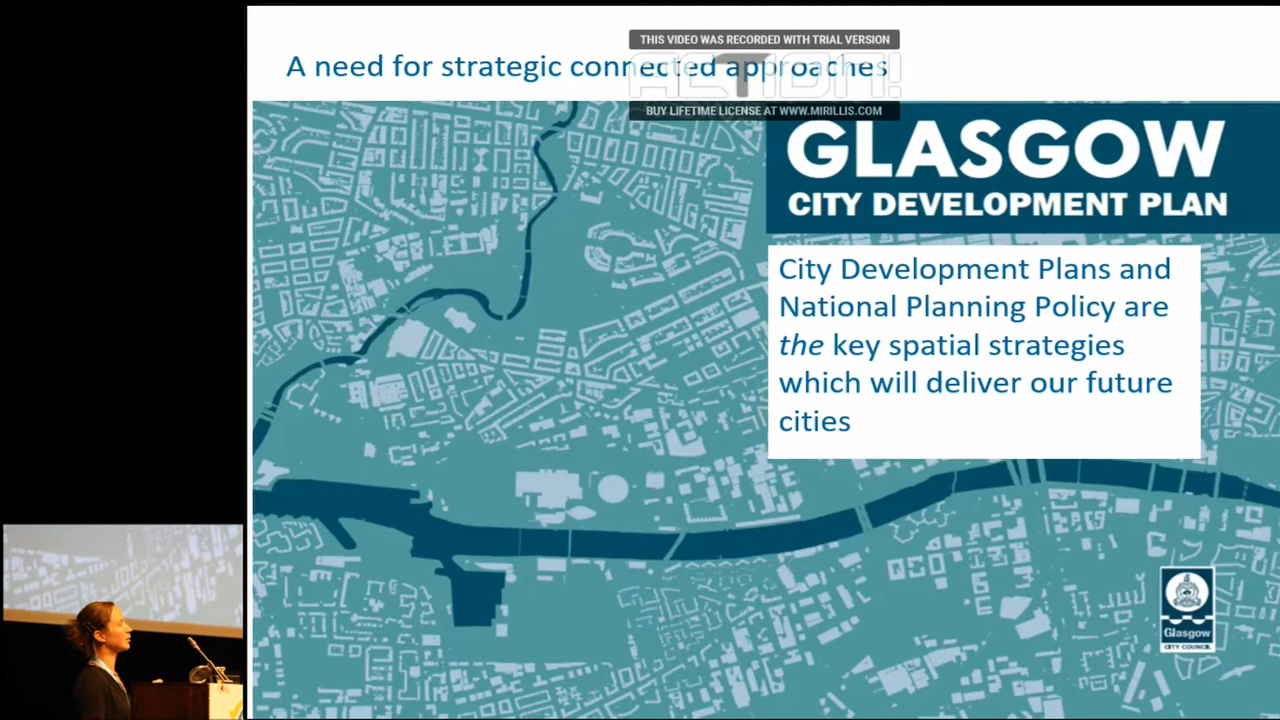 THIS VIDEO WAS RECORDED WITH TRIAL VERSION
A need for strategic connected approaches
ACTION!
BUY LIFETIME LICENSE AT WWW.MIRILLIS.COM
GLASGOW
CITY DEVELOPMENT PLAN
City Development Plans and
National Planning Policy are
the key spatial strategies
which will deliver our future
cities
Glasgow
CITY COUNCIL